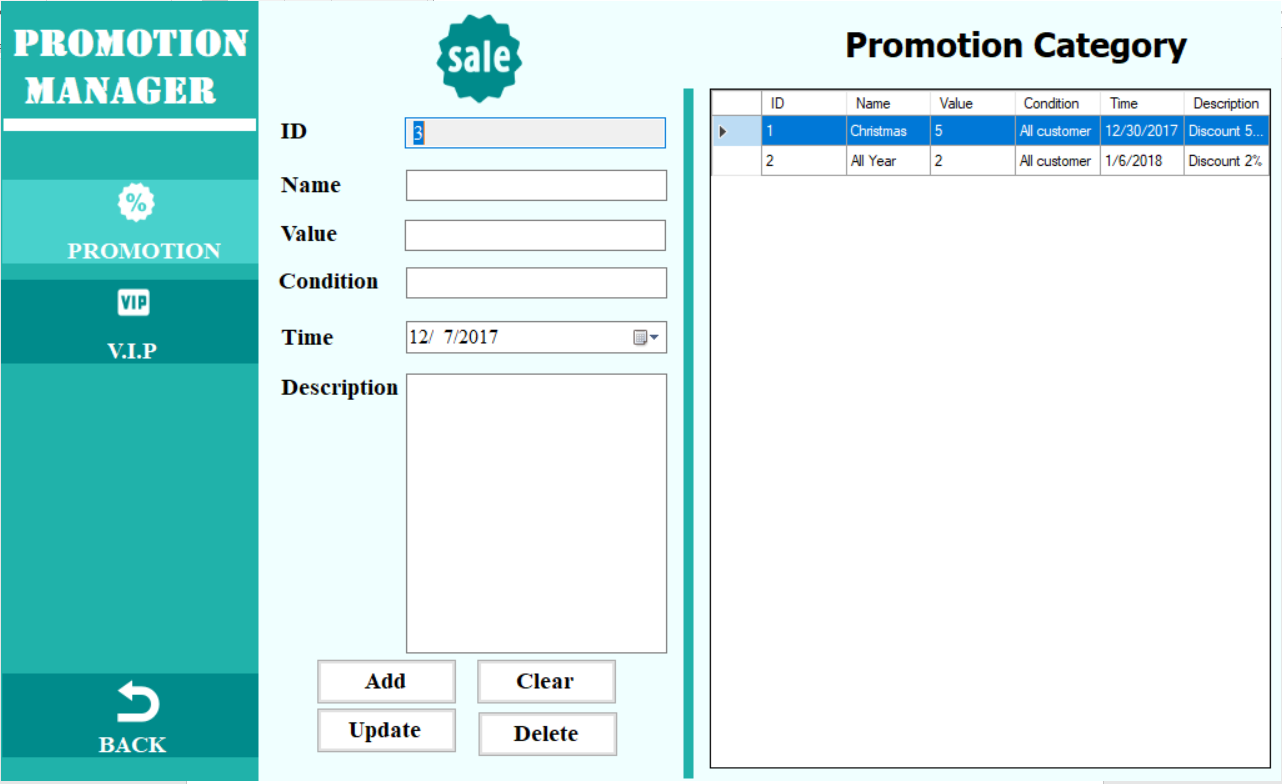 PROMOTION
MANAGER
%
PROMOTION
VIP
V.I.P
BACK
sale
ID 3
Name
Value
Condition
Time 12/ 7/2017
Description
Add Clear
Update Delete
Promotion Category
ID Name Value Condition Time Description
1 Christmas 5 All customer 12/30/2017 Discount 5...
2 All Year 2 All customer 1/6/2018 Discount 2%